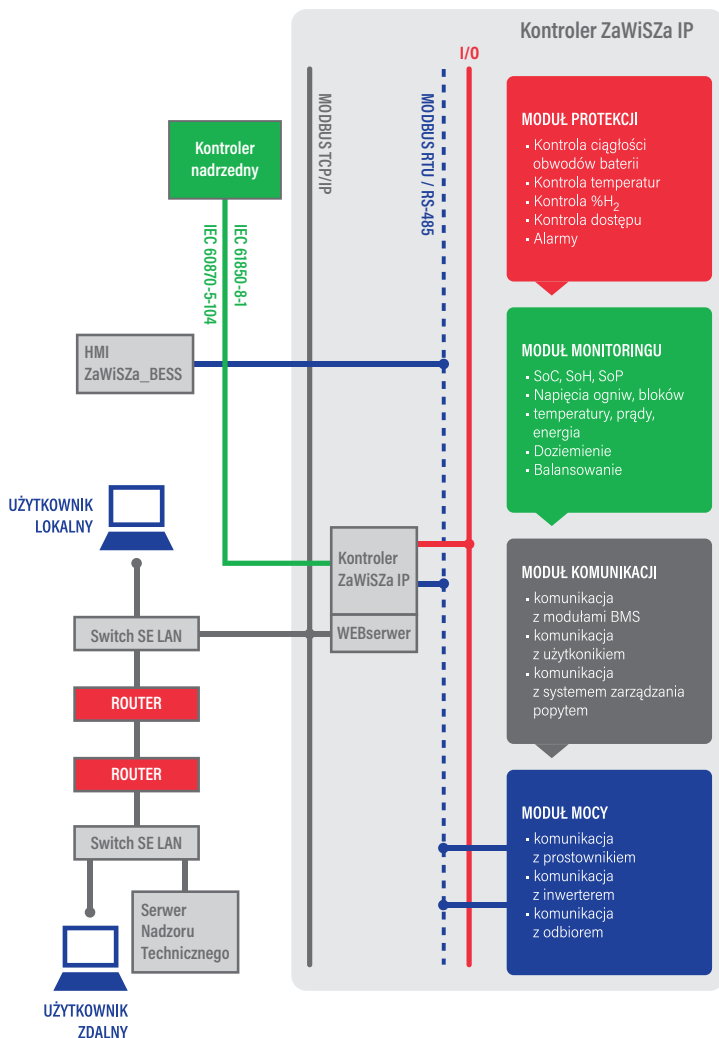 Kontroler ZaWiSZa IP
I/O
MODBUS TCP/IP
MODBUS RTU / RS-485
Kontroler
nadrzedny
IEC 61850-8-1
IEC 60870-5-104
HMI
ZaWiSZa_BESS
UŻYTKOWNIK
LOKALNY
Kontroler
ZaWiSZa IP
WEBserwer
Switch SE LAN
ROUTER
ROUTER
Switch SE LAN
Serwer
Nadzoru
Technicznego
UŻYTKOWNIK
ZDALNY
MODUŁ PROTEKCJI
▪ Kontrola ciągłości
obwodów baterii
▪ Kontrola temperatur
▪ Kontrola %H₂
▪ Kontrola dostępu
▪ Alarmy
MODUŁ MONITORINGU
▪ SoC, SoH, SoP
▪ Napięcia ogniw, bloków
▪ temperatury, prądy,
energia
▪ Doziemienie
▪ Balansowanie
MODUŁ KOMUNIKACJI
▪ komunikacja
z modułami BMS
▪ komunikacja
z użytkonikiem
▪ komunikacja
z systemem zarządzania
popytem
MODUŁ MOCY
▪ komunikacja
z prostownikiem
▪ komunikacja
z inwerterem
▪ komunikacja
z odbiorem